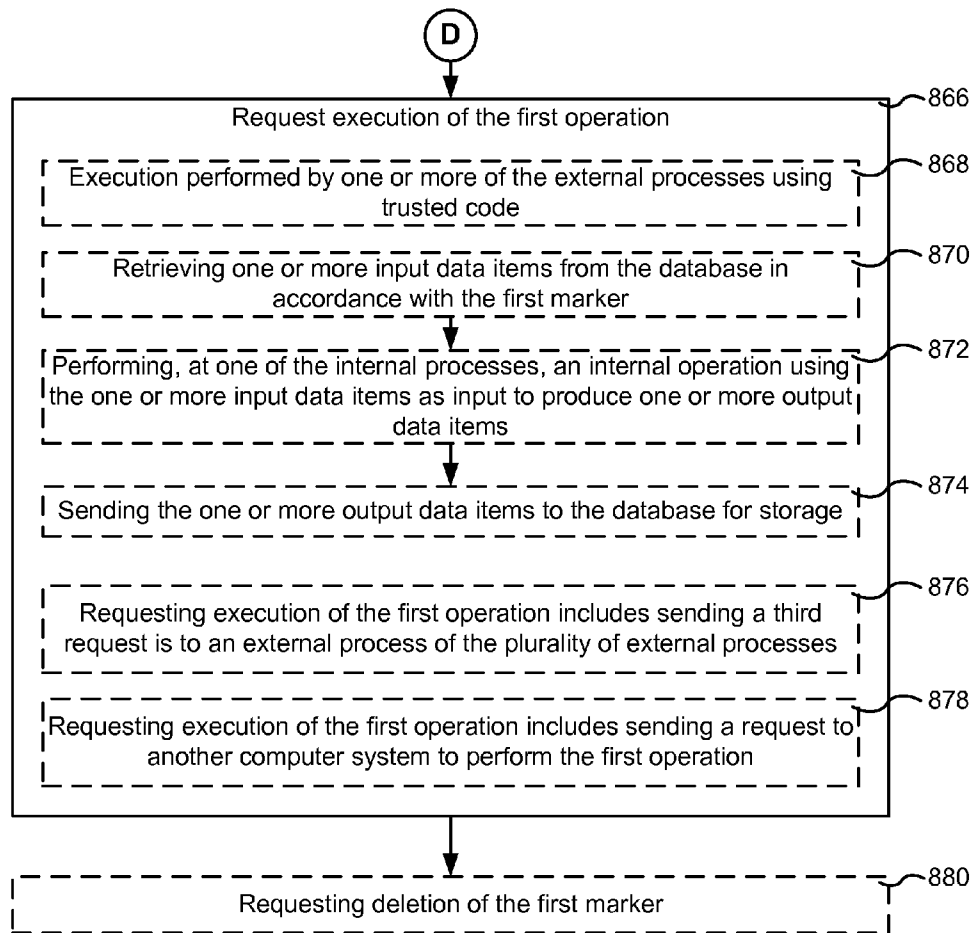 D
866
Request execution of the first operation
868
Execution performed by one or more of the external processes using
trusted code
870
Retrieving one or more input data items from the database in
accordance with the first marker
872
Performing, at one of the internal processes, an internal operation using
the one or more input data items as input to produce one or more output
data items
874
Sending the one or more output data items to the database for storage
876
Requesting execution of the first operation includes sending a third
request is to an external process of the plurality of external processes
878
Requesting execution of the first operation includes sending a request to
another computer system to perform the first operation
880
Requesting deletion of the first marker